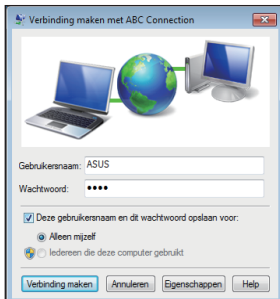 Verbinding maken met ABC Connection
Gebruikersnaam: ASUS
Wachtwoord: ••••
Deze gebruikersnaam en dit wachtwoord opslaan voor:
Alleen mijzelf
Iedereen die deze computer gebruikt
Verbinding maken Annuleren Eigenschappen Help